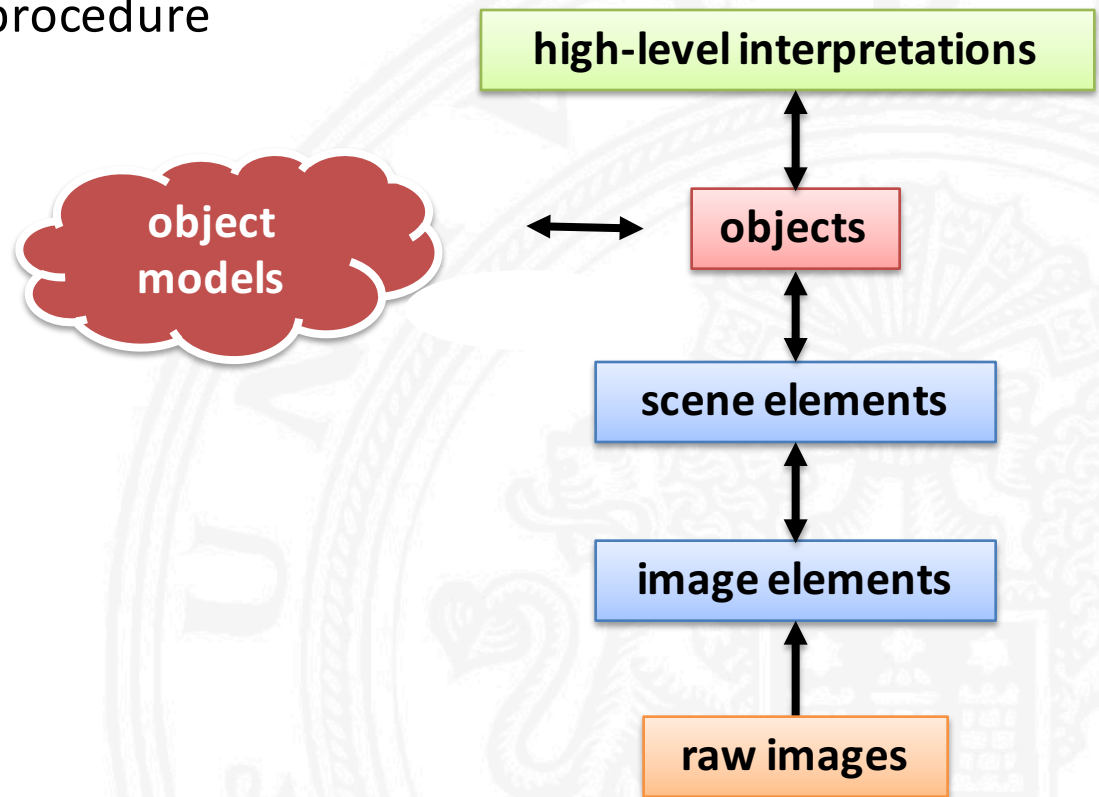 procedure
high-level interpretations
object
models
objects
scene elements
image elements
raw images